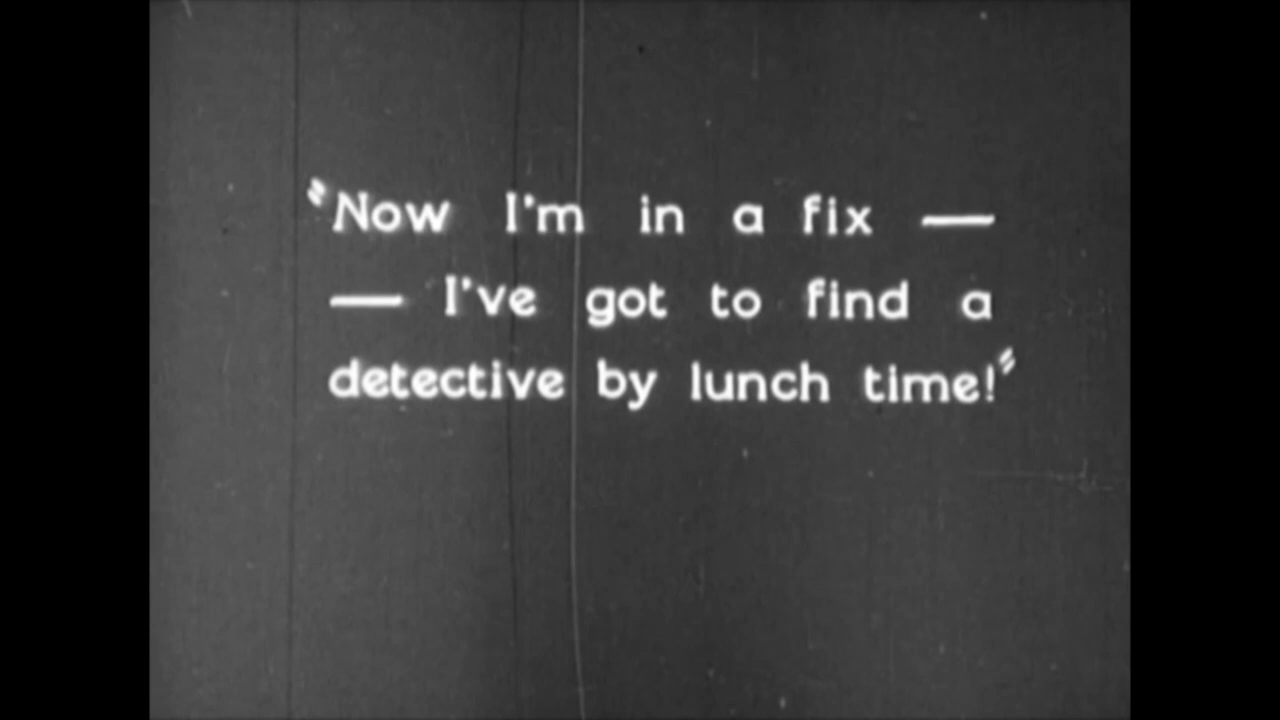 "Now I'm in a fix —
— I've got to find a
detective by lunch time!"